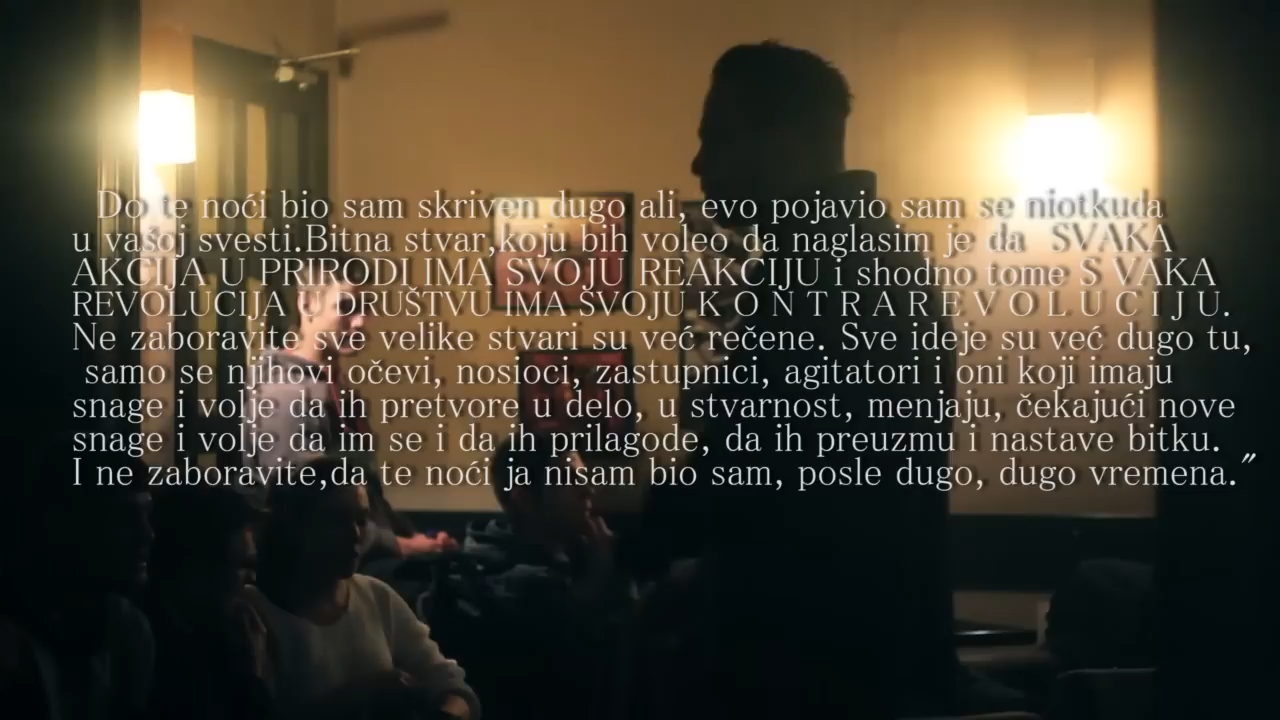 Do te noći bio sam skriven dugo ali, evo pojavio sam se niotkuda
u vašoj svesti.Bitna stvar,koju bih voleo da naglasim je da SVAKA
AKCIJA U PRIRODI IMA SVOJU REAKCIJU i shodno tome S VAKA
REVOLUCIJA U DRUŠTVU IMA SVOJU K O N T R A R E V O L U C I J U.
Ne zaboravite sve velike stvari su već rečene. Sve ideje su već dugo tu,
samo se njihovi očevi, nosioci, zastupnici, agitatori i oni koji imaju
snage i volje da ih pretvore u delo, u stvarnost, menjaju, čekajući nove
snage i volje da im se i da ih prilagode, da ih preuzmu i nastave bitku.
I ne zaboravite,da te noći ja nisam bio sam, posle dugo, dugo vremena."